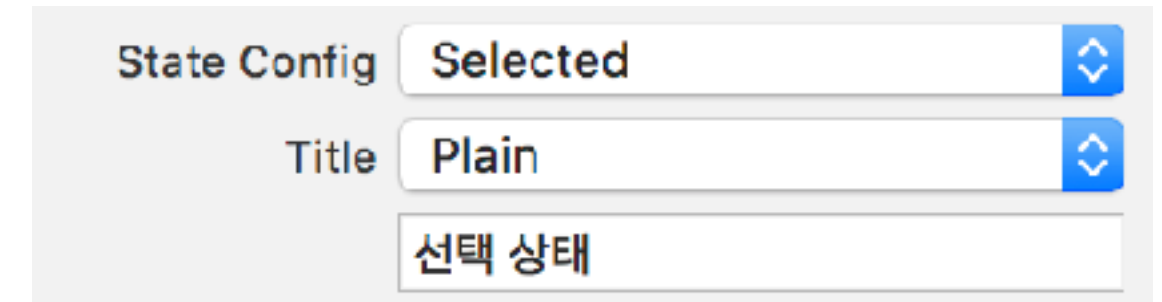 State Config Selected
Title Plain
선택 상태